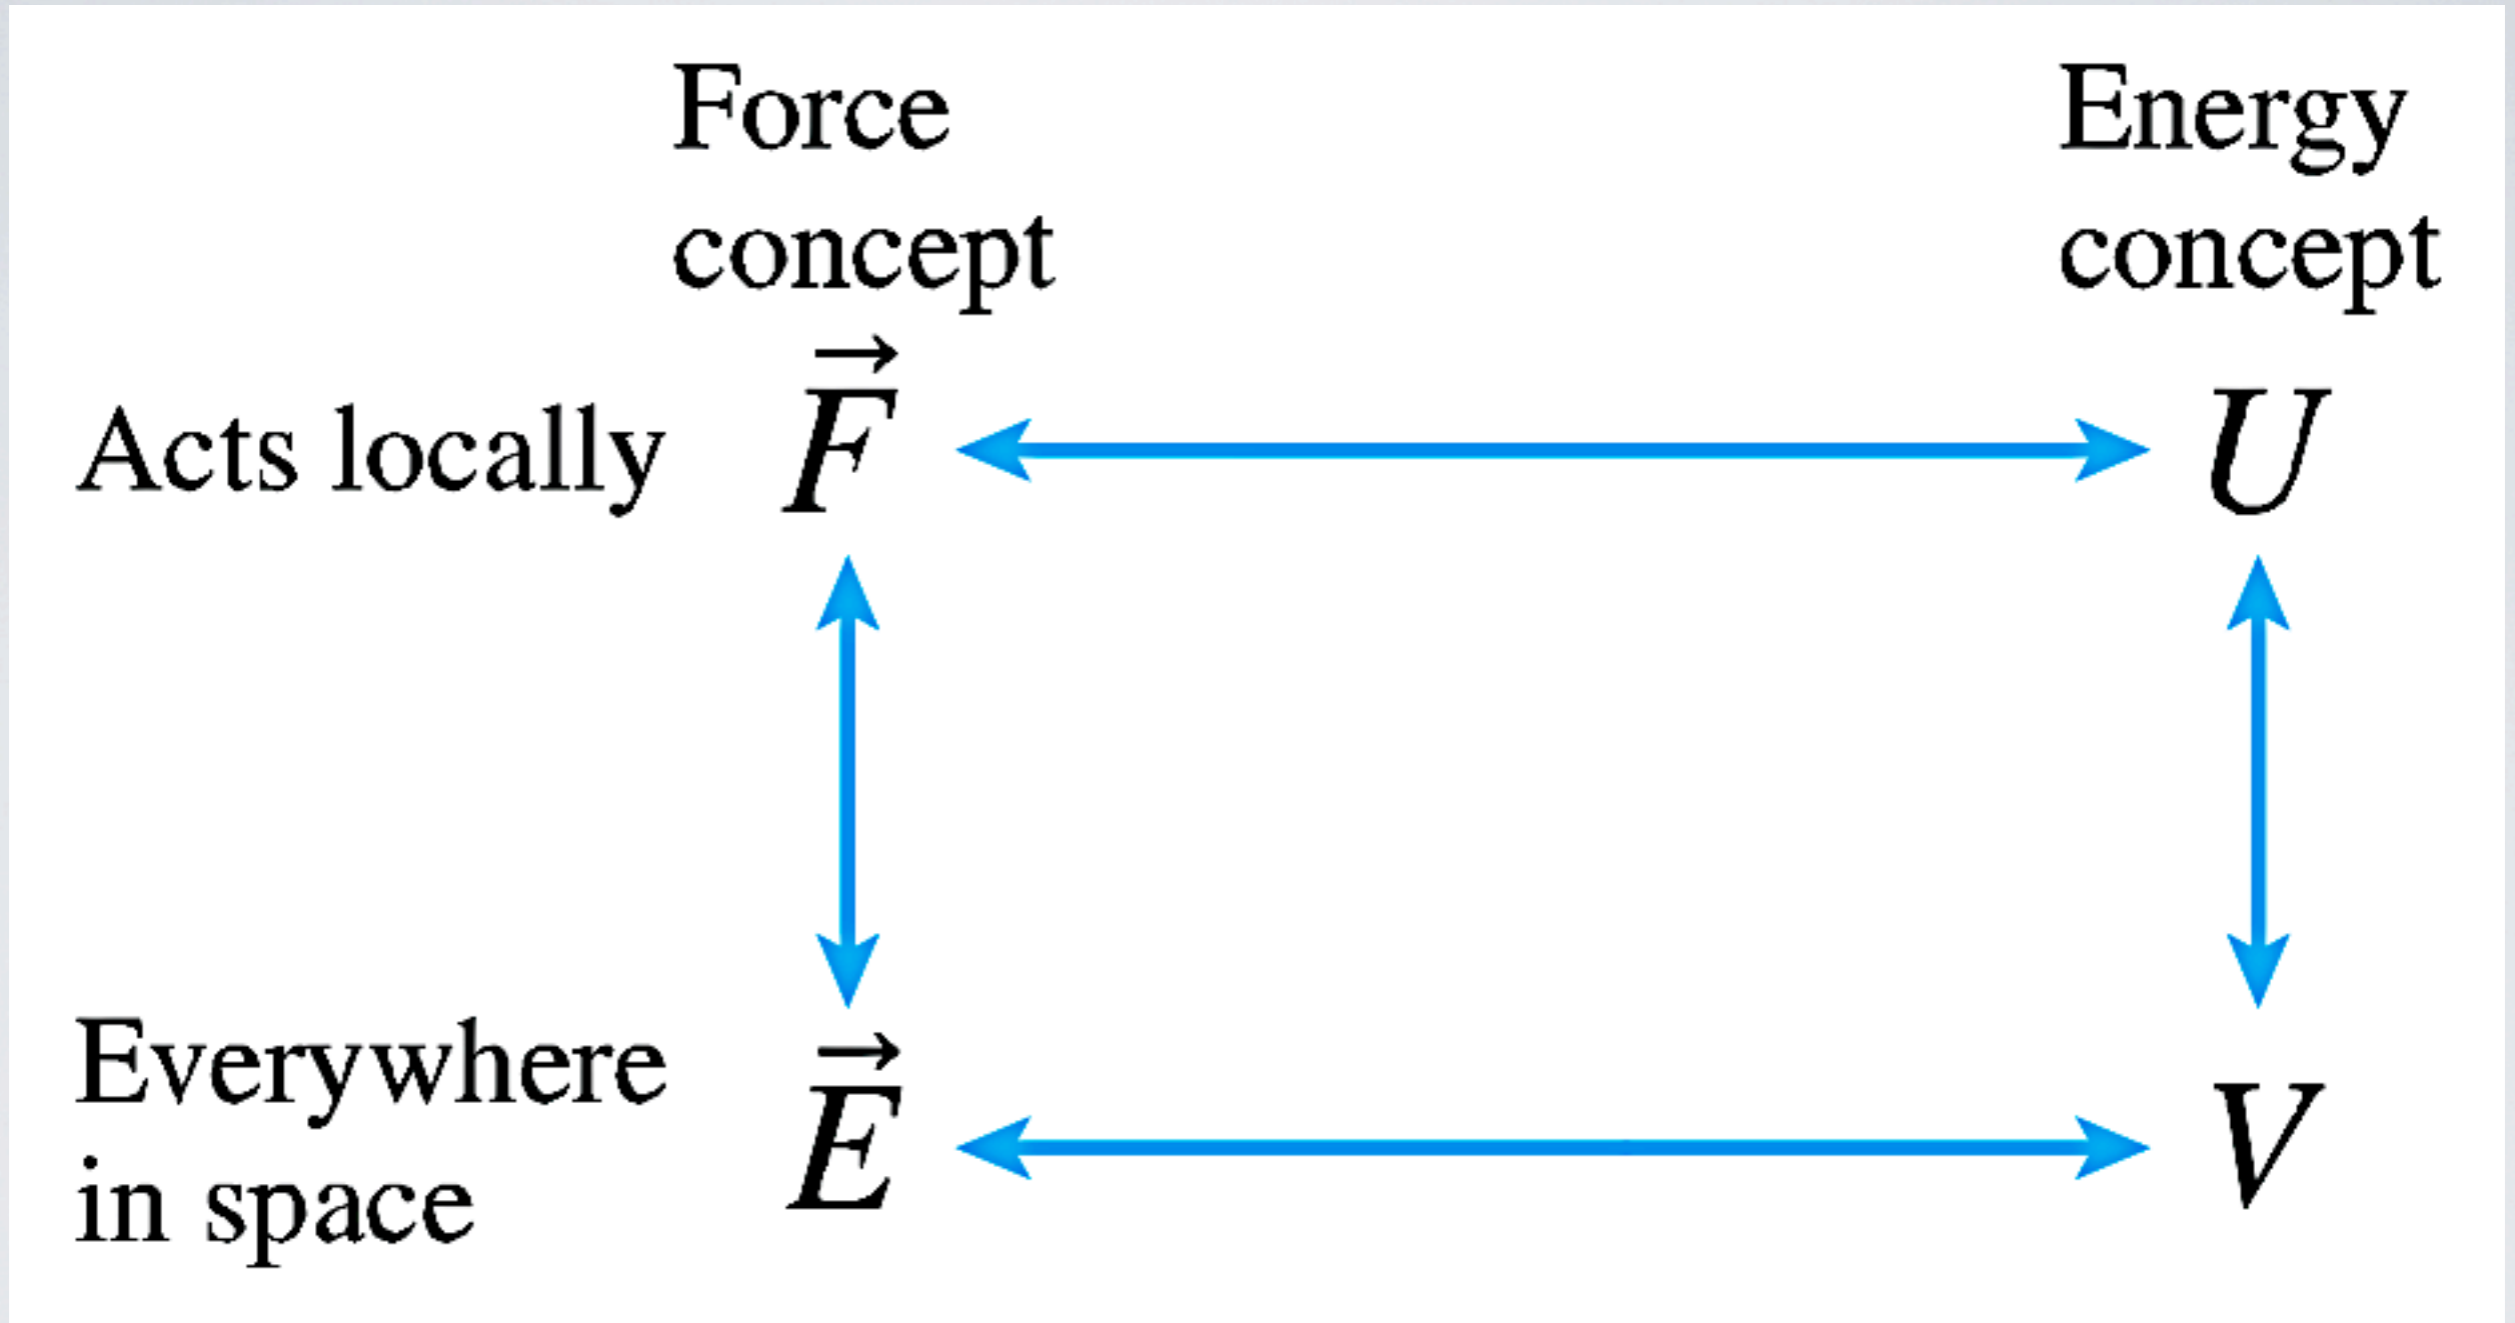 Force
concept
Energy
concept
Acts locally
F⃗
U
Everywhere
in space
E⃗
V